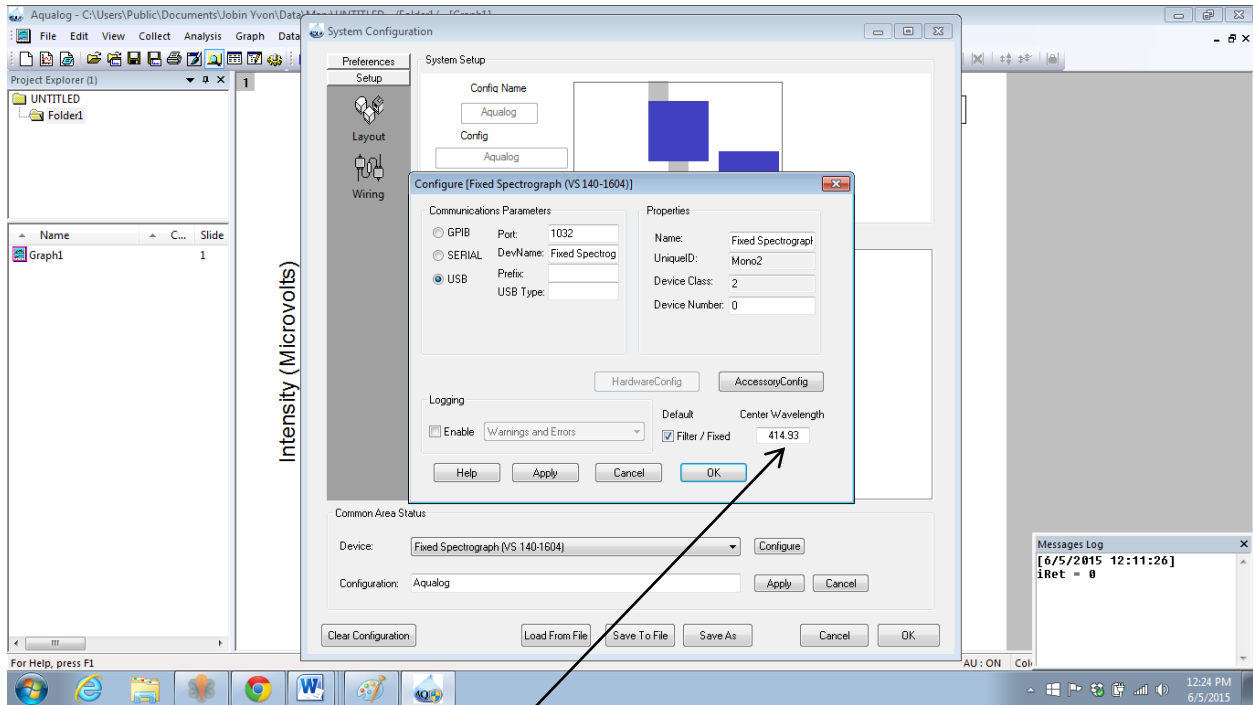 Aqualog - C:\Users\Public\Documents\Jobin Yvon\Data\
File Edit View Collect Analysis Graph Data
Project Explorer (1)
UNTITLED
Folder1
Name C... Slide
Graph1 1
1
Intensity (Microvolts)
System Configuration
Preferences
Setup
Layout
Wiring
System Setup
Config Name
Aqualog
Config
Aqualog
Configure [Fixed Spectrograph (VS 140-1604)]
Communications Parameters
GPIB
SERIAL
USB
Port: 1032
DevName: Fixed Spectrog
Prefix:
USB Type:
Properties
Name: Fixed Spectrograpl
UniqueID: Mono2
Device Class: 2
Device Number: 0
HardwareConfig AccessoryConfig
Logging
Enable Warnings and Errors
Default Center Wavelength
Filter / Fixed 414.93
Help Apply Cancel OK
Common Area Status
Device: Fixed Spectrograph (VS 140-1604) Configure
Configuration: Aqualog Apply Cancel
Clear Configuration Load From File Save To File Save As Cancel OK
Messages Log
[6/5/2015 12:11:26]
iRet = 0
For Help, press F1
AU : ON
12:24 PM
6/5/2015